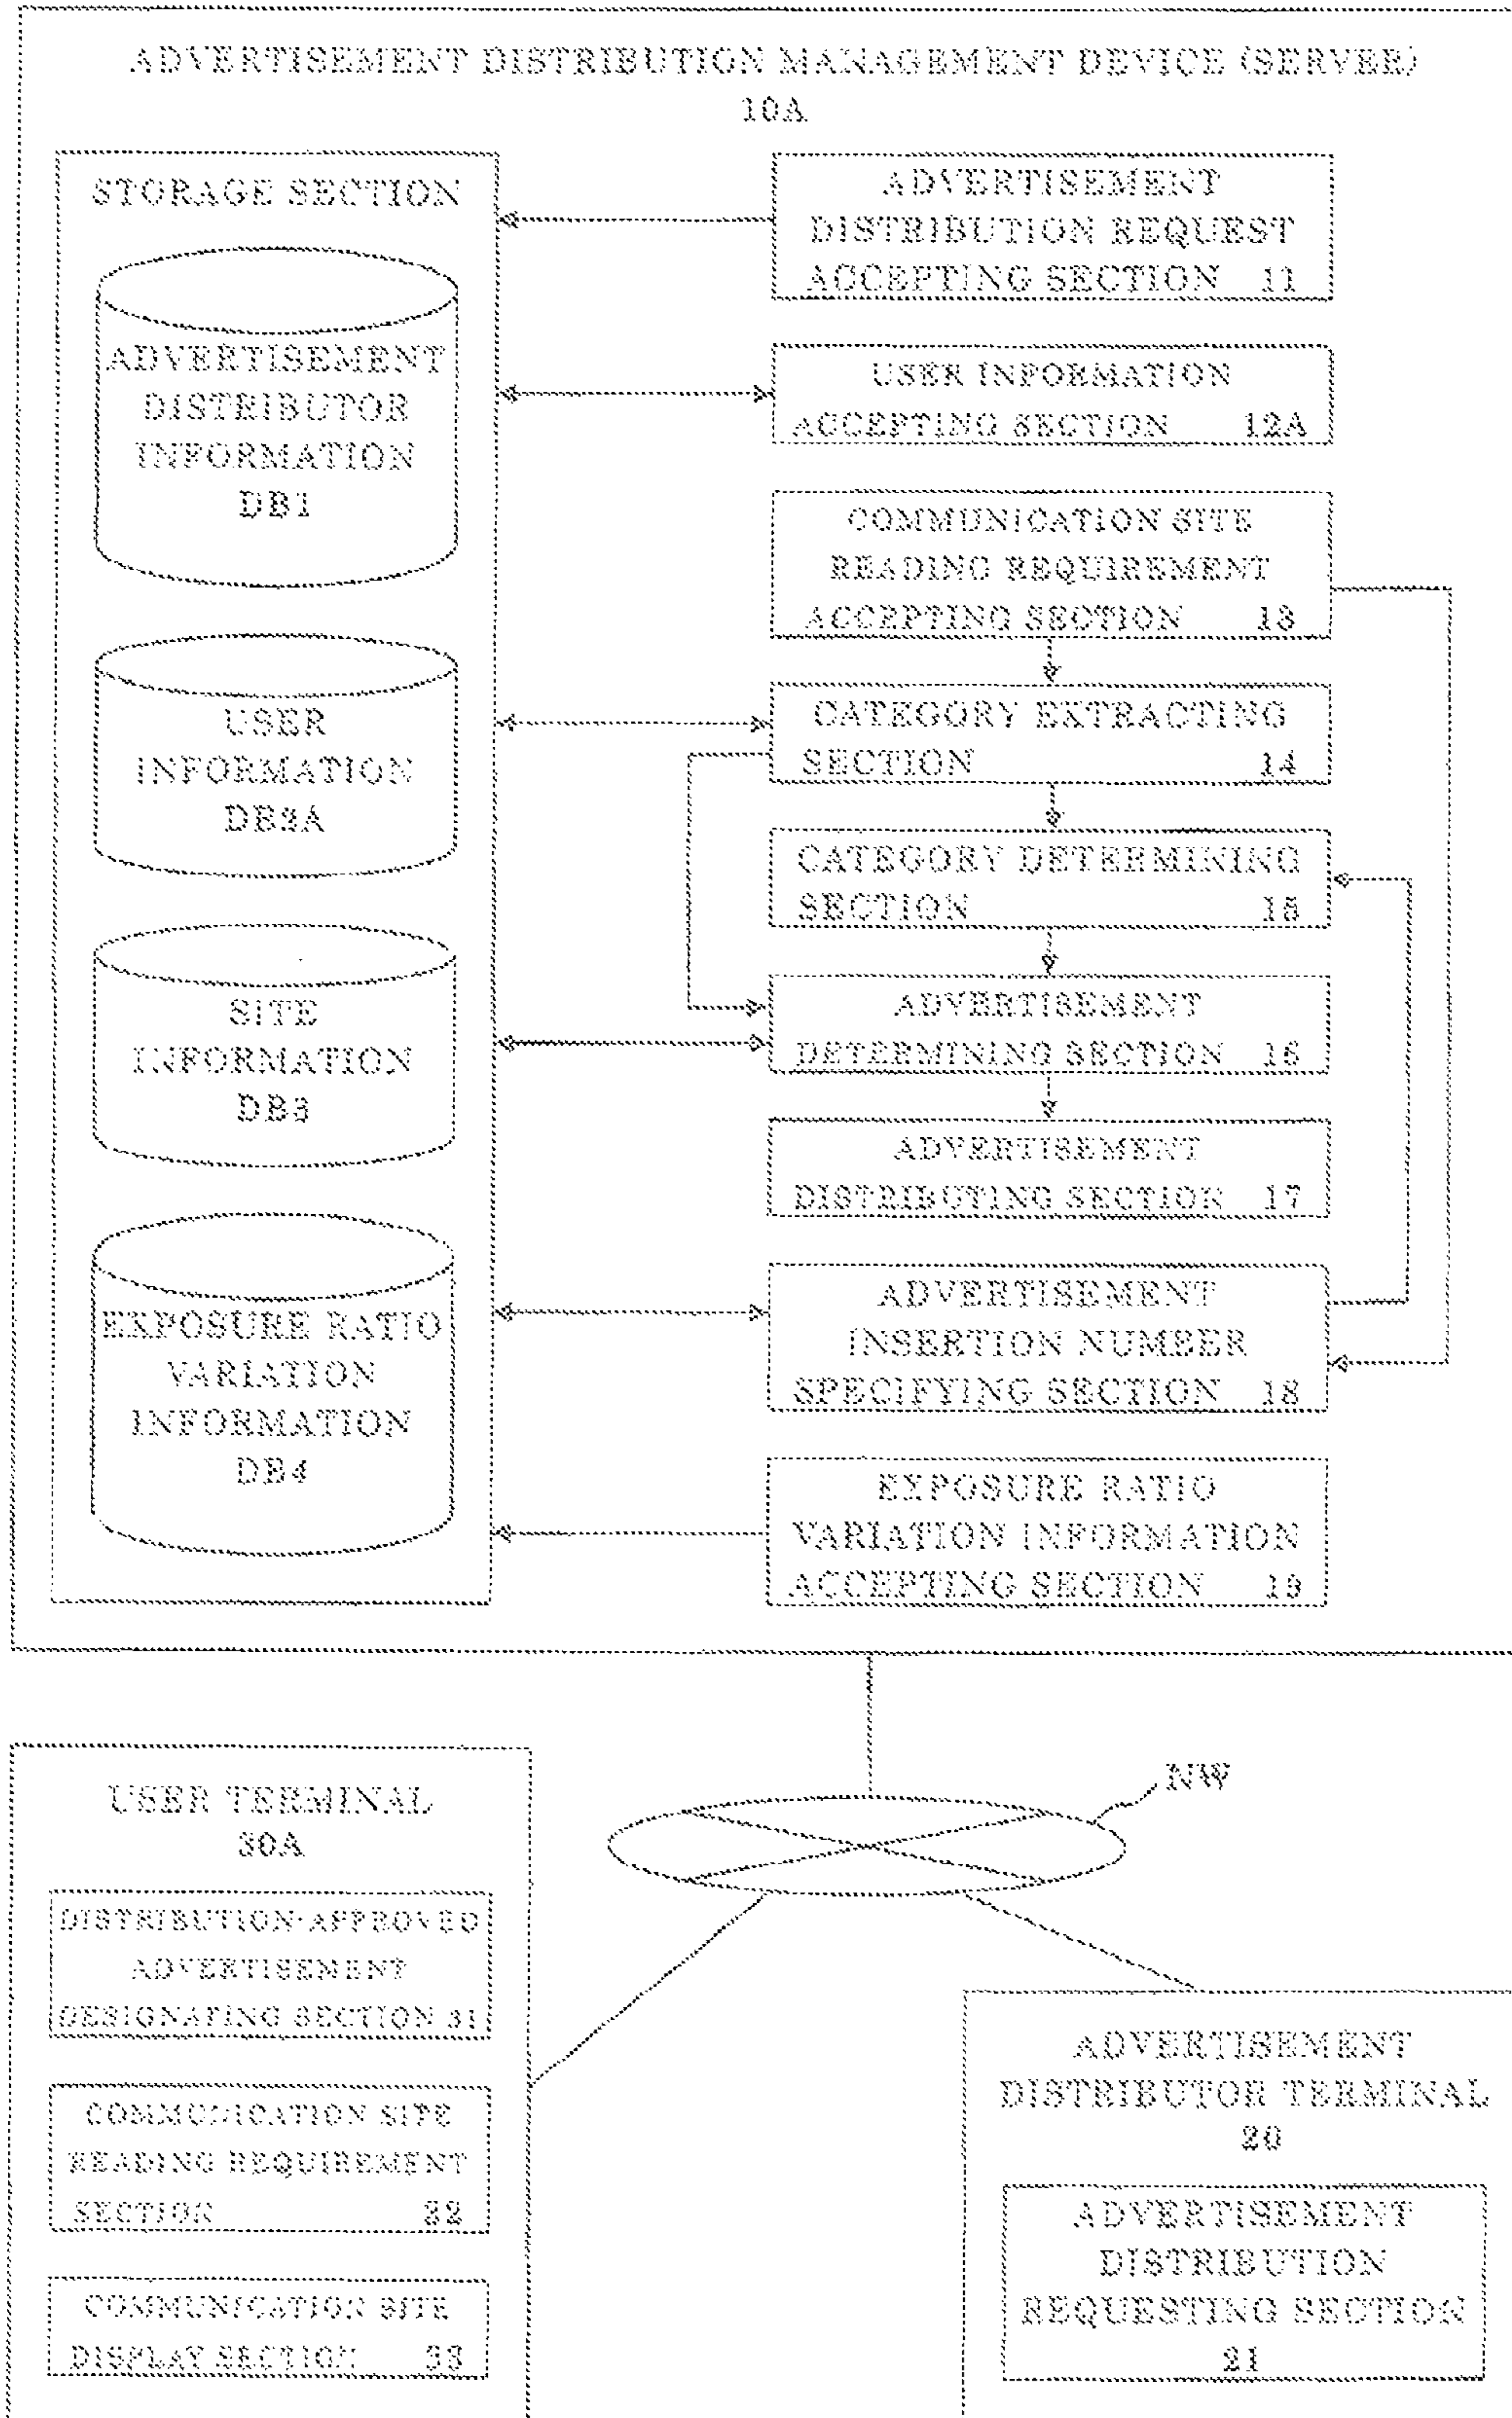 ADVERTISEMENT DISTRIBUTION MANAGEMENT DEVICE (SERVER)
10A
STORAGE SECTION
ADVERTISEMENT
DISTRIBUTOR
INFORMATION
DB1
USER
INFORMATION
DB2A
SITE
INFORMATION
DB3
EXPOSURE RATIO
VARIATION
INFORMATION
DB4
ADVERTISEMENT
DISTRIBUTION REQUEST
ACCEPTING SECTION 11
USER INFORMATION
ACCEPTING SECTION 12A
COMMUNICATION SITE
READING REQUIREMENT
ACCEPTING SECTION 13
CATEGORY EXTRACTING
SECTION 14
CATEGORY DETERMINING
SECTION 15
ADVERTISEMENT
DETERMINING SECTION 16
ADVERTISEMENT
DISTRIBUTING SECTION 17
ADVERTISEMENT
INSERTION NUMBER
SPECIFYING SECTION 18
EXPOSURE RATIO
VARIATION INFORMATION
ACCEPTING SECTION 19
NW
USER TERMINAL
30A
DISTRIBUTION-APPROVED
ADVERTISEMENT
DESIGNATING SECTION 31
COMMUNICATION SITE
READING REQUIREMENT
SECTION 32
COMMUNICATION SITE
DISPLAY SECTION 33
ADVERTISEMENT
DISTRIBUTOR TERMINAL
20
ADVERTISEMENT
DISTRIBUTION
REQUESTING SECTION
21